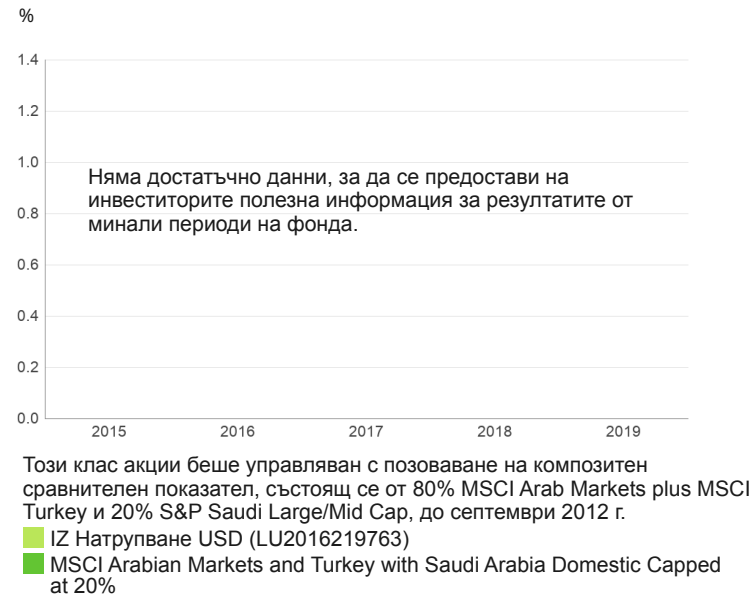 %
1.4
1.2
1.0
Няма достатъчно данни, за да се предостави на
инвеститорите полезна информация за резултатите от
0.8
минали периоди на фонда.
0.6
0.4
0.2
0.0
2015 2016 2017 2018 2019
Този клас акции беше управляван с позоваване на композитен
сравнителен показател, състоящ се от 80% MSCI Arab Markets plus MSCI
Turkey и 20% S&P Saudi Large/Mid Cap, до септември 2012 г.
IZ Натрупване USD (LU2016219763)
MSCI Arabian Markets and Turkey with Saudi Arabia Domestic Capped
at 20%